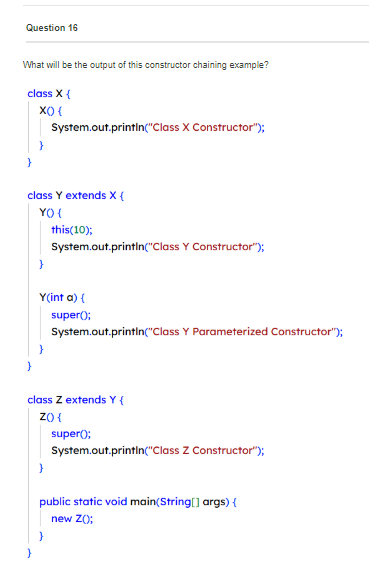 Question 16
What will be the output of this constructor chaining example?
class X {
X() {
System.out.println("Class X Constructor");
}
}
class Y extends X {
Y() {
this(10);
System.out.println("Class Y Constructor");
}
Y(int a) {
super();
System.out.println("Class Y Parameterized Constructor");
}
}
class Z extends Y {
Z() {
super();
System.out.println("Class Z Constructor");
}
public static void main(String[] args) {
new Z();
}
}